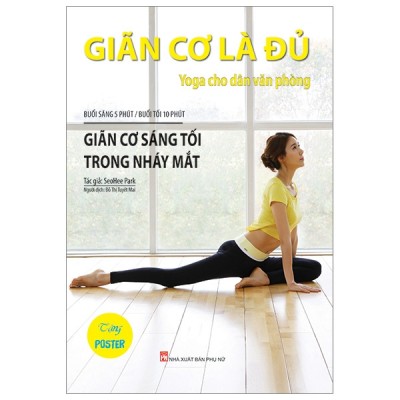 GIÃN CƠ LÀ ĐỦ
Yoga cho dân văn phòng
BUỔI SÁNG 5 PHÚT / BUỔI TỐI 10 PHÚT
GIÃN CƠ SÁNG TỐI
TRONG NHÁY MẮT
Tác giả: SeoHee Park
Người dịch: Đỗ Thị Tuyết Mai
Tặng
POSTER
NHÀ XUẤT BẢN PHỤ NỮ